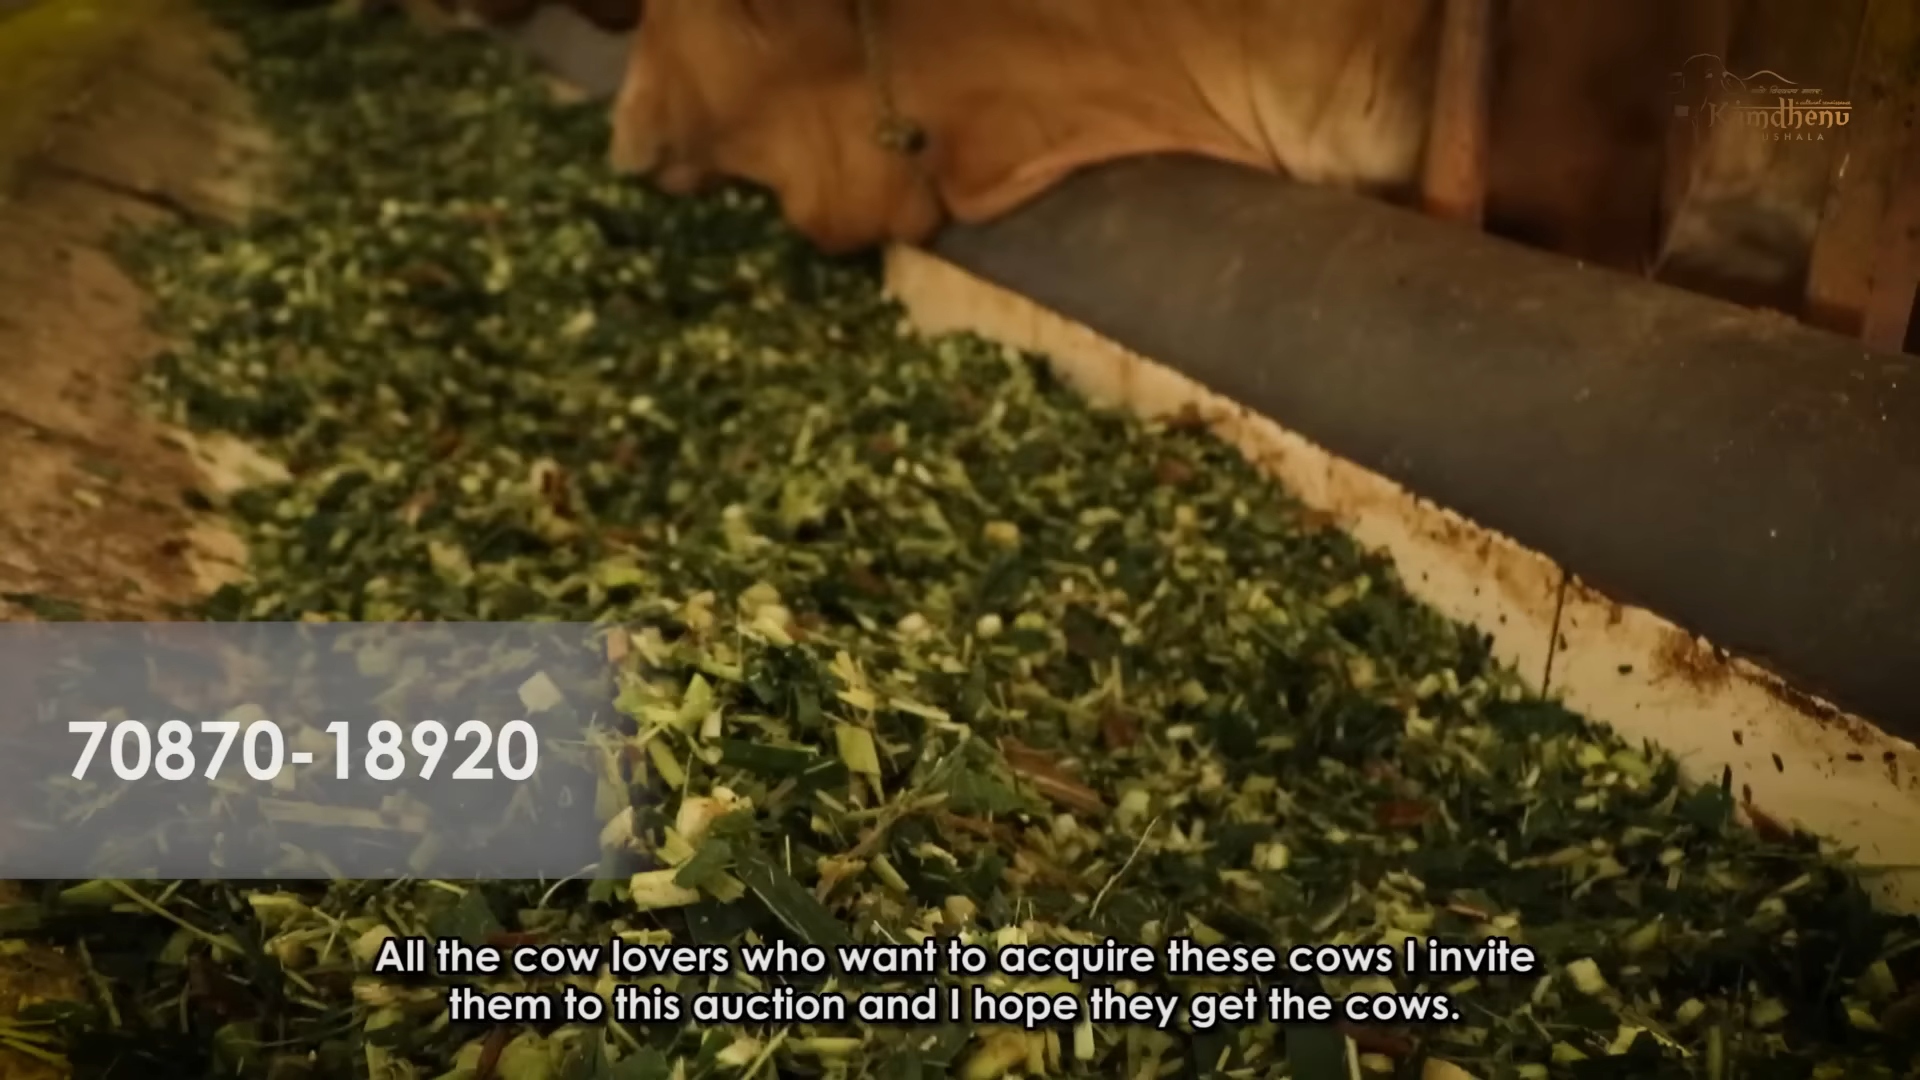 Kamdhenu
70870-18920
All the cow lovers who want to acquire these cows I invite
them to this auction and I hope they get the cows.